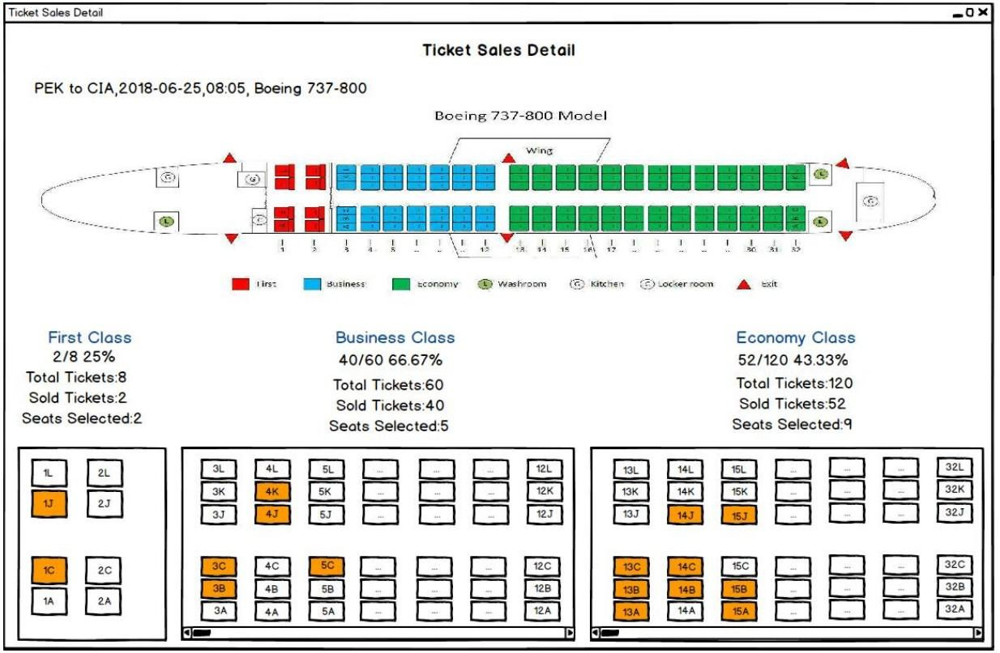 Ticket Sales Detail
Ticket Sales Detail
PEK to CIA,2018-06-25,08:05, Boeing 737-800
Boeing 737-800 Model
Wing
1 2 3 4 5 .. .. .. 12 13 14 15 16 17 .. .. .. .. .. 30 31 32
First Business Economy Washroom Kitchen Locker room Exit
First Class
2/8 25%
Total Tickets:8
Sold Tickets:2
Seats Selected:2
Business Class
40/60 66.67%
Total Tickets:60
Sold Tickets:40
Seats Selected:5
Economy Class
52/120 43.33%
Total Tickets:120
Sold Tickets:52
Seats Selected:9
1L 2L
1J 2J
1C 2C
1A 2A
3L 4L 5L ... ... ... 12L
3K 4K 5K ... ... ... 12K
3J 4J 5J ... ... ... 12J
3C 4C 5C ... ... ... 12C
3B 4B 5B ... ... ... 12B
3A 4A 5A ... ... ... 12A
13L 14L 15L ... ... ... 32L
13K 14K 15K ... ... ... 32K
13J 14J 15J ... ... ... 32J
13C 14C 15C ... ... ... 32C
13B 14B 15B ... ... ... 32B
13A 14A 15A ... ... ... 32A